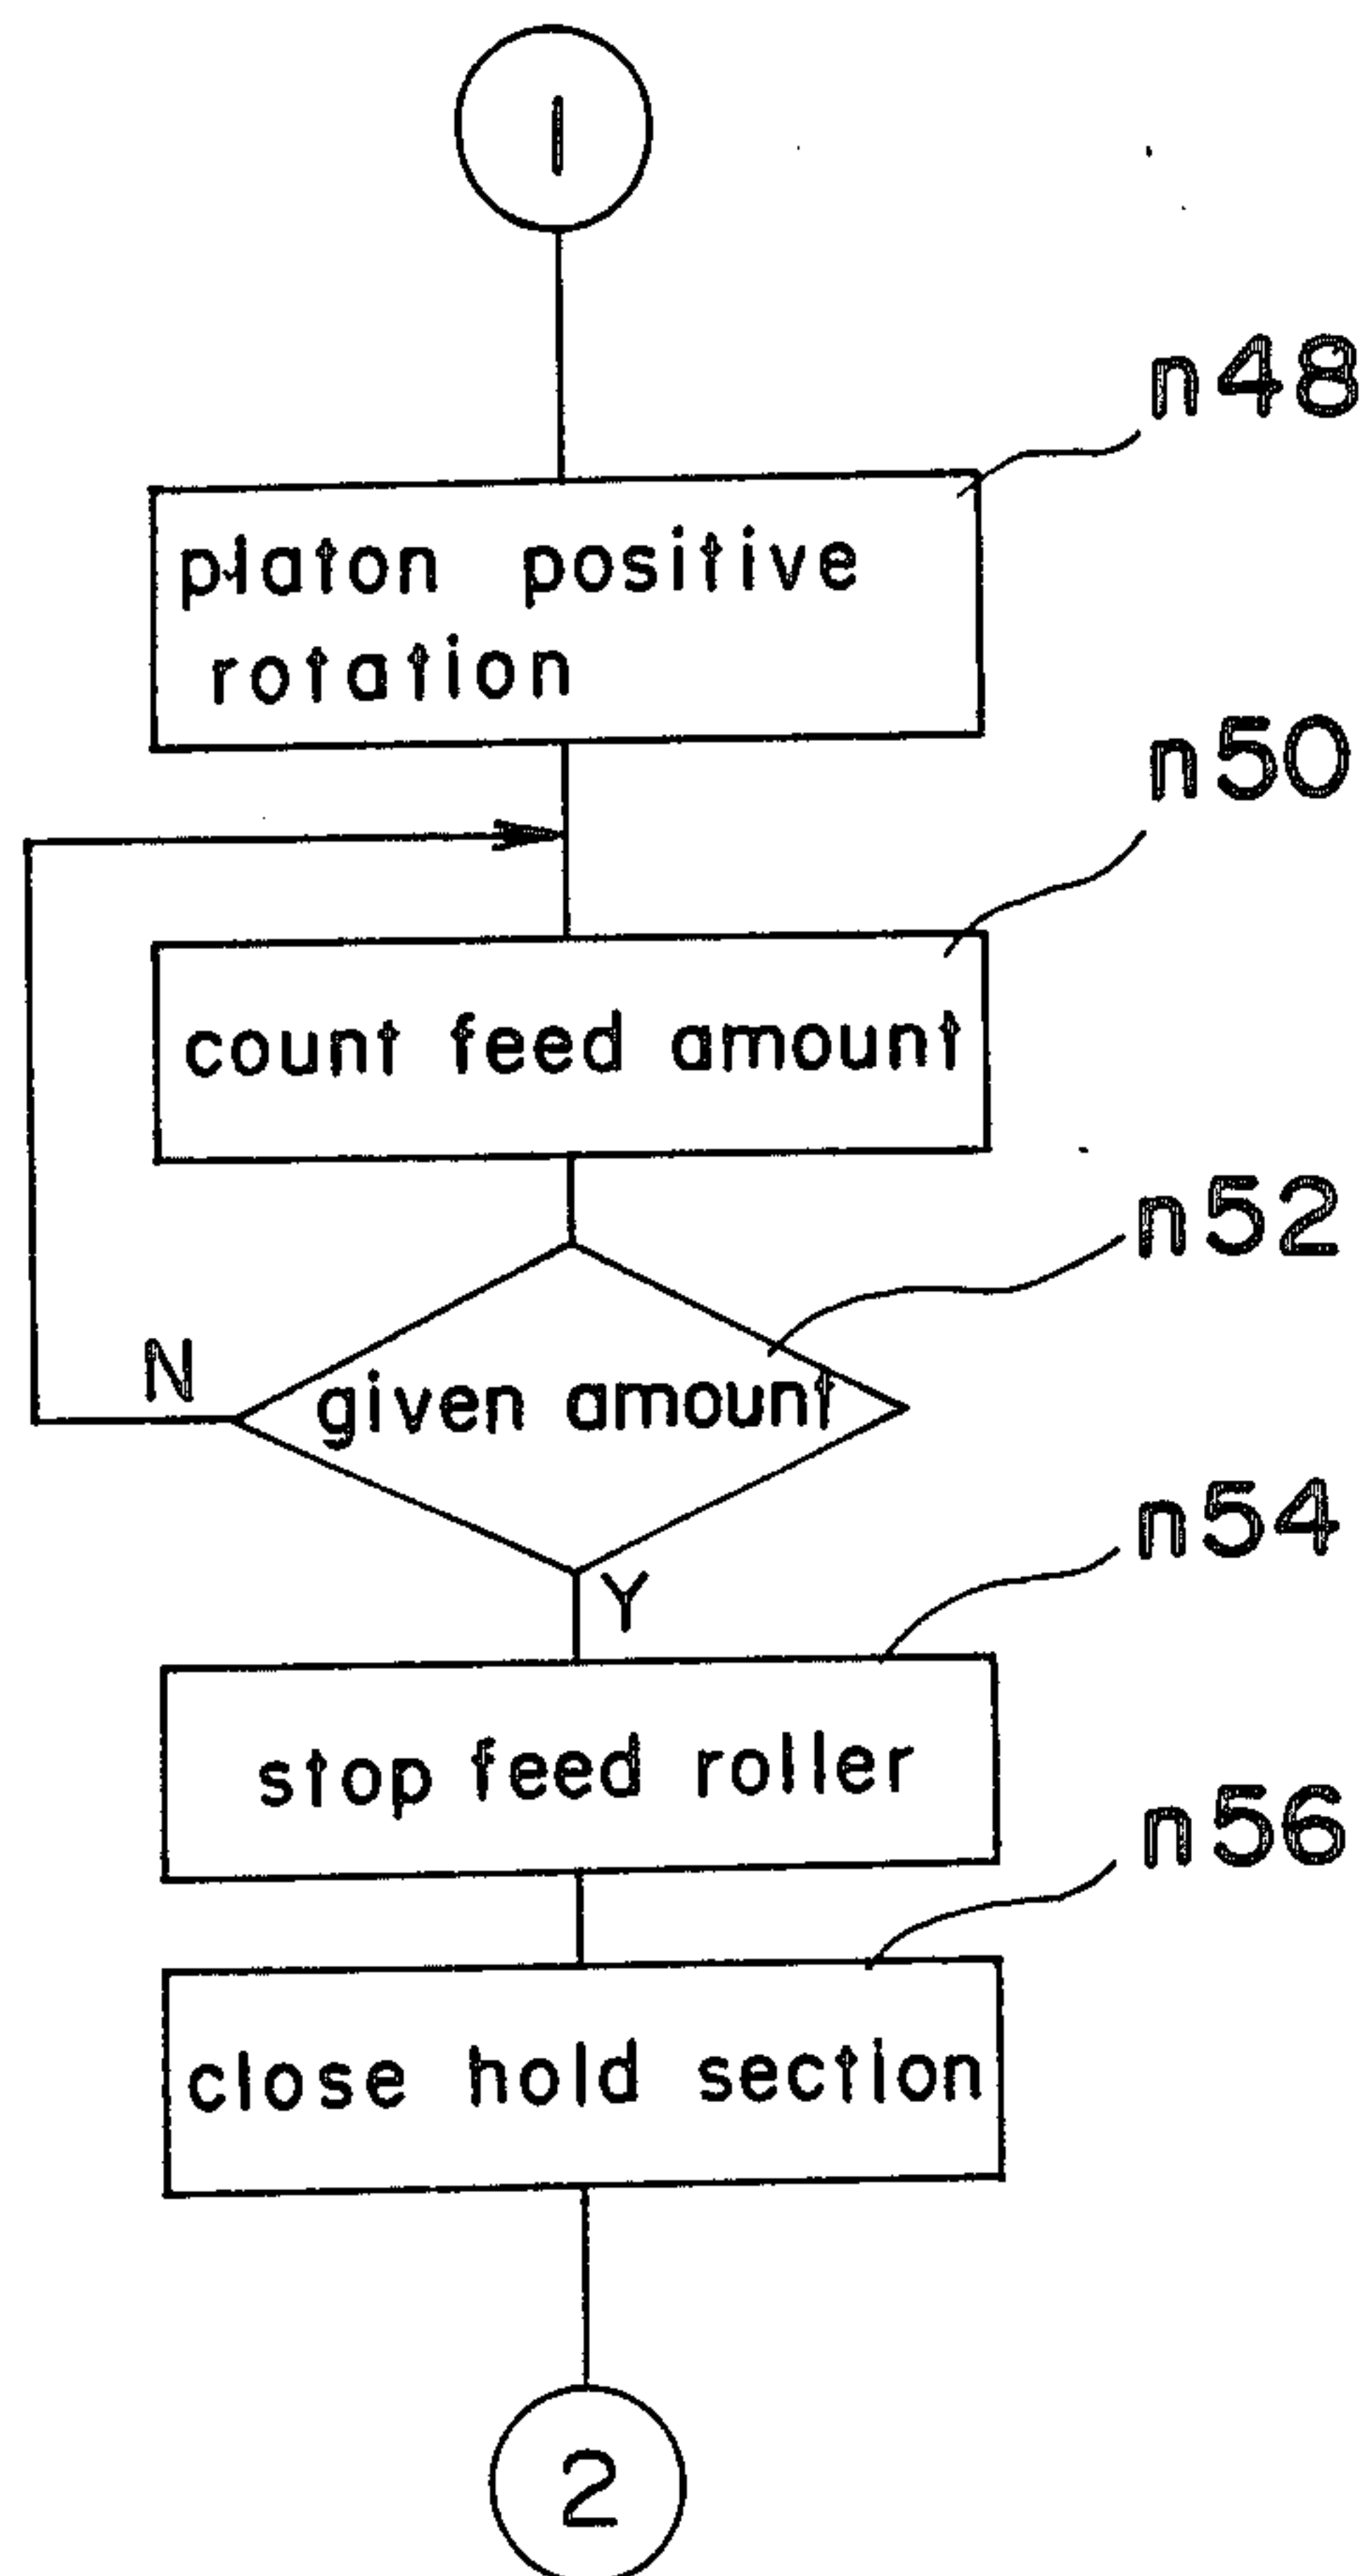 1
n48
platon positive
rotation
n50
count feed amount
n52
N
given amount
n54
Y
stop feed roller
n56
close hold section
2